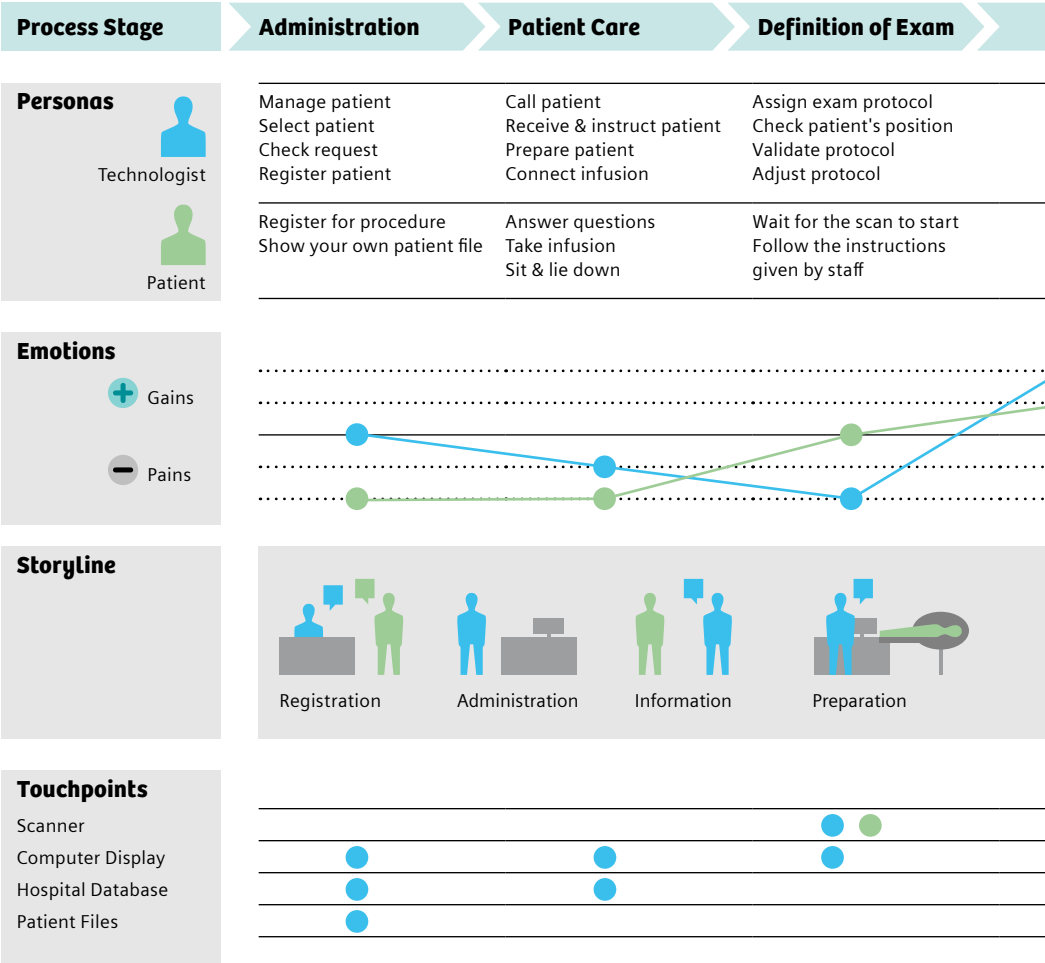 Process Stage
Administration
Patient Care
Definition of Exam
Personas
Technologist
Patient
Manage patient
Select patient
Check request
Register patient
Call patient
Receive & instruct patient
Prepare patient
Connect infusion
Assign exam protocol
Check patient's position
Validate protocol
Adjust protocol
Register for procedure
Show your own patient file
Answer questions
Take infusion
Sit & lie down
Wait for the scan to start
Follow the instructions
given by staff
Emotions
Gains
Pains
Storyline
Registration
Administration
Information
Preparation
Touchpoints
Scanner
Computer Display
Hospital Database
Patient Files